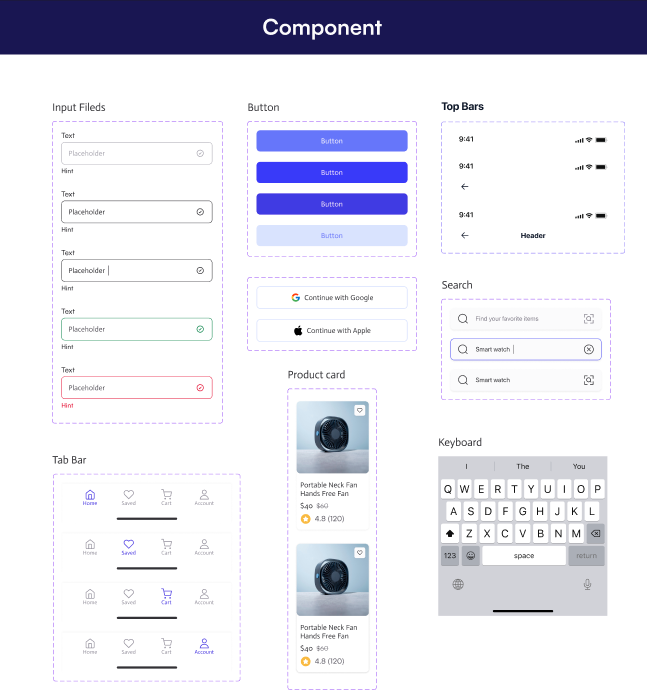 Component
Input Fileds
Text
Placeholder
Hint
Text
Placeholder
Hint
Text
Placeholder
Hint
Text
Placeholder
Hint
Text
Placeholder
Hint
Button
Button
Button
Button
Button
Continue with Google
Continue with Apple
Top Bars
9:41
9:41
9:41
Header
Search
Find your favorite items
Smart watch
Smart watch
Product card
Portable Neck Fan
Hands Free Fan
$40 $60
4.8 (120)
Portable Neck Fan
Hands Free Fan
$40 $60
4.8 (120)
Tab Bar
Home Saved Cart Account
Home Saved Cart Account
Home Saved Cart Account
Home Saved Cart Account
Keyboard
I The You
Q W E R T Y U I O P
A S D F G H J K L
Z X C V B N M
123 space return